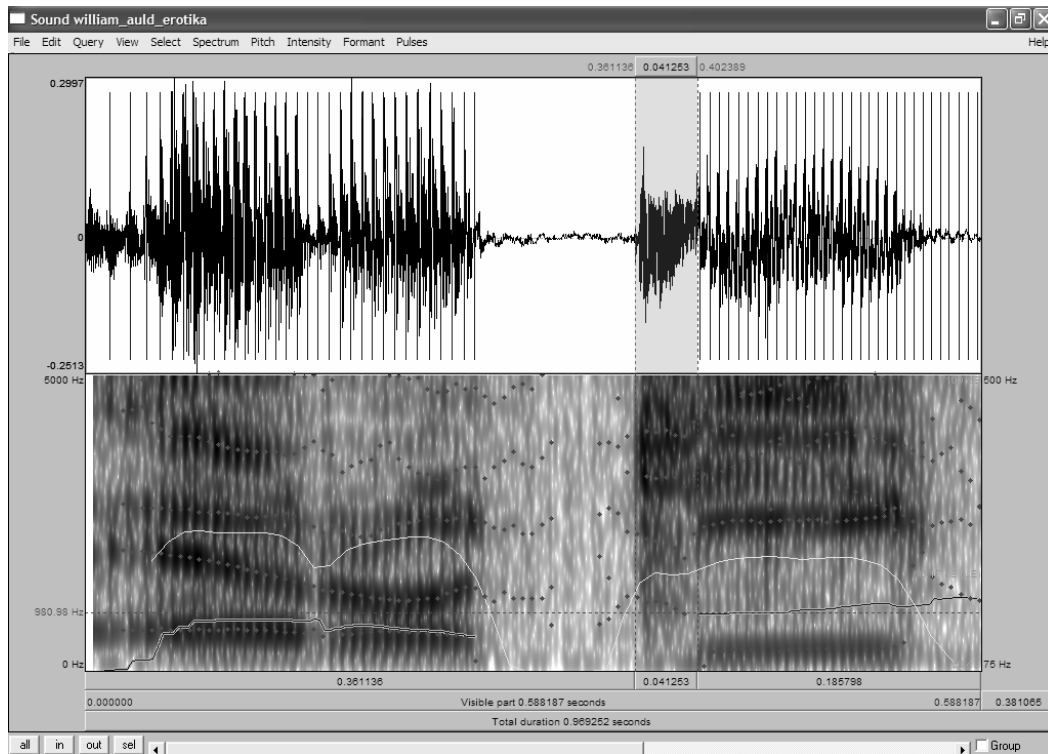 Sound william_auld_erotika
File Edit Query View Select Spectrum Pitch Intensity Formant Pulses Help
0.361136 0.041253 0.402389
0.2997
0
-0.2513
5000 Hz 500 Hz
980.98 Hz
0 Hz 75 Hz
0.361136 0.041253 0.185798
0.000000 Visible part 0.588187 seconds 0.588187 0.381065
Total duration 0.969252 seconds
all in out sel Group